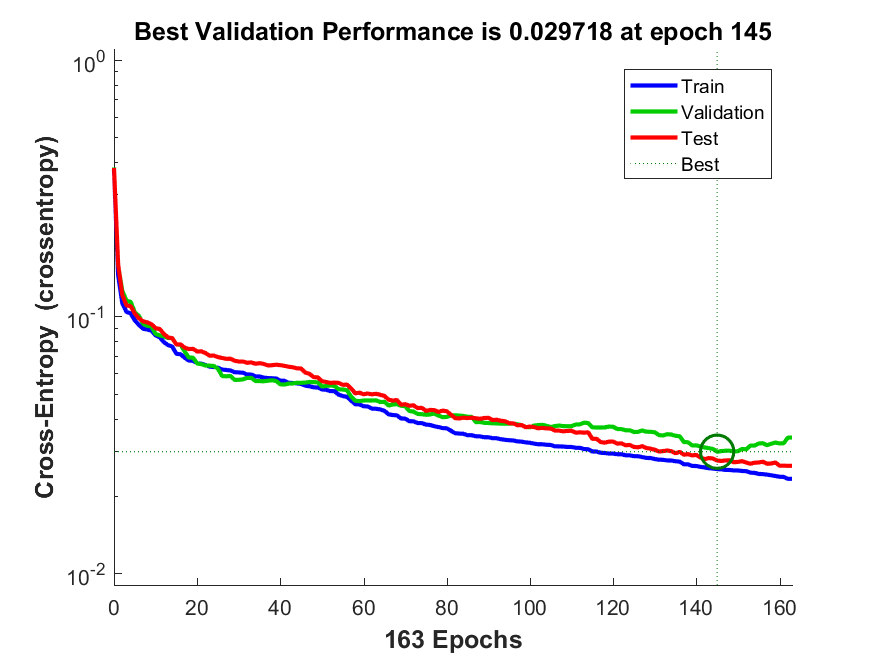 Best Validation Performance is 0.029718 at epoch 145
Cross-Entropy (crossentropy)
10^0
10^-1
10^-2
Train
Validation
Test
Best
0 20 40 60 80 100 120 140 160
163 Epochs